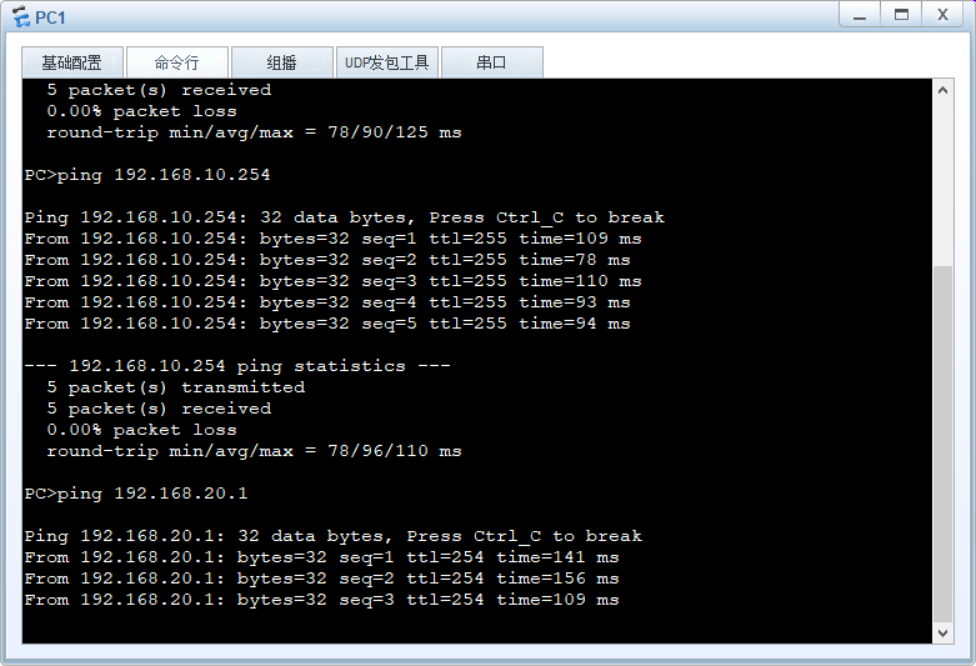 PC1
基础配置 命令行 组播 UDP发包工具 串口
5 packet(s) received
0.00% packet loss
round-trip min/avg/max = 78/90/125 ms
PC>ping 192.168.10.254
Ping 192.168.10.254: 32 data bytes, Press Ctrl_C to break
From 192.168.10.254: bytes=32 seq=1 ttl=255 time=109 ms
From 192.168.10.254: bytes=32 seq=2 ttl=255 time=78 ms
From 192.168.10.254: bytes=32 seq=3 ttl=255 time=110 ms
From 192.168.10.254: bytes=32 seq=4 ttl=255 time=93 ms
From 192.168.10.254: bytes=32 seq=5 ttl=255 time=94 ms
--- 192.168.10.254 ping statistics ---
5 packet(s) transmitted
5 packet(s) received
0.00% packet loss
round-trip min/avg/max = 78/96/110 ms
PC>ping 192.168.20.1
Ping 192.168.20.1: 32 data bytes, Press Ctrl_C to break
From 192.168.20.1: bytes=32 seq=1 ttl=254 time=141 ms
From 192.168.20.1: bytes=32 seq=2 ttl=254 time=156 ms
From 192.168.20.1: bytes=32 seq=3 ttl=254 time=109 ms